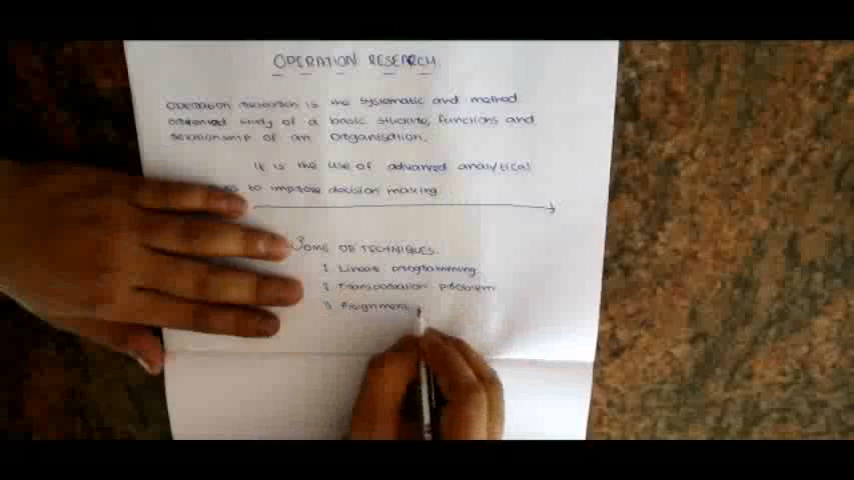 OPERATION RESEARCH
OPERATION RESEARCH is the systematic and method
oriented study of a basic structure, functions and
relationship of an organisation.
It is the use of advanced analytical
to improve decision making
Some OR TECHNIQUES.
1. Linear programming
2. Transportation problem
3. Assignment